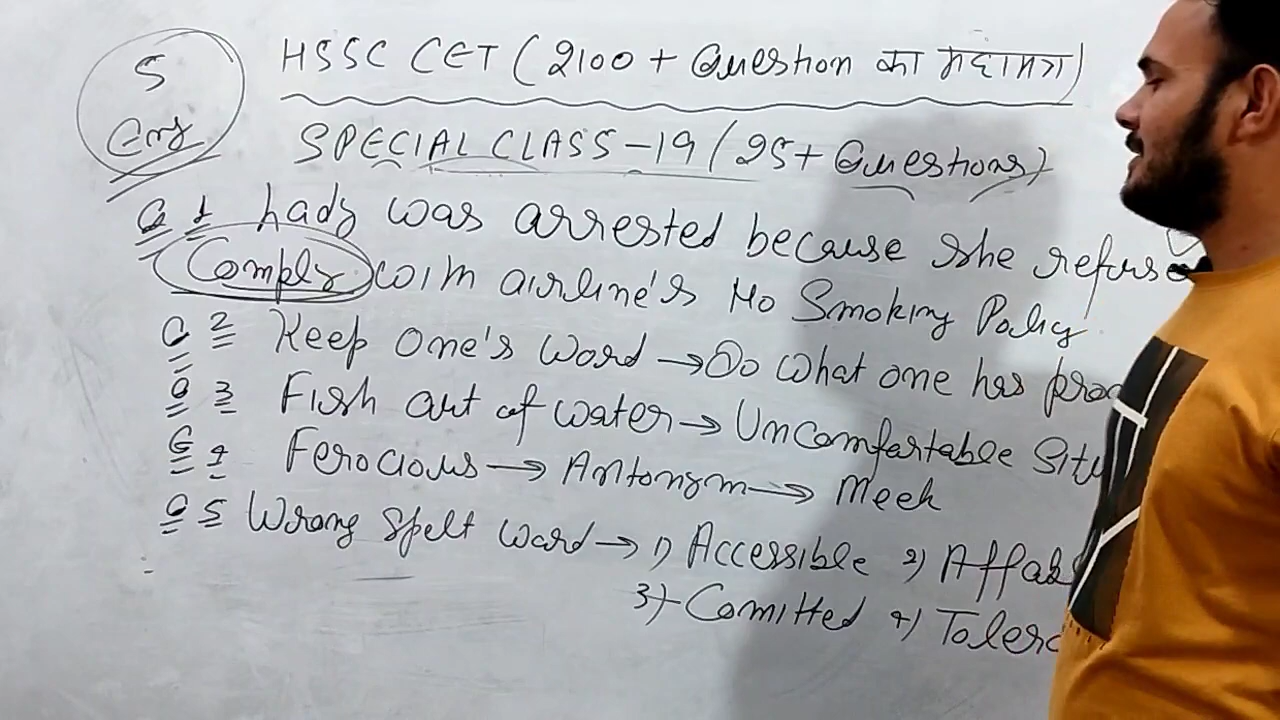 5
Eng
HSSC CET (2100 + Question का महासंग्राम)
SPECIAL CLASS-19 (25+ Questions)
Q 1 Lady was arrested because she refuse
Comply with airline's No Smoking Policy
Q 2 Keep One's Word → Do What one has pro
Q 3 Fish out of water → Uncomfortable Situ
Q 4 Ferocious → Antonym → Meek
Q 5 Wrong Spelt Word → 1) Accessible 2) Affab
3) Comitted 4) Tolera